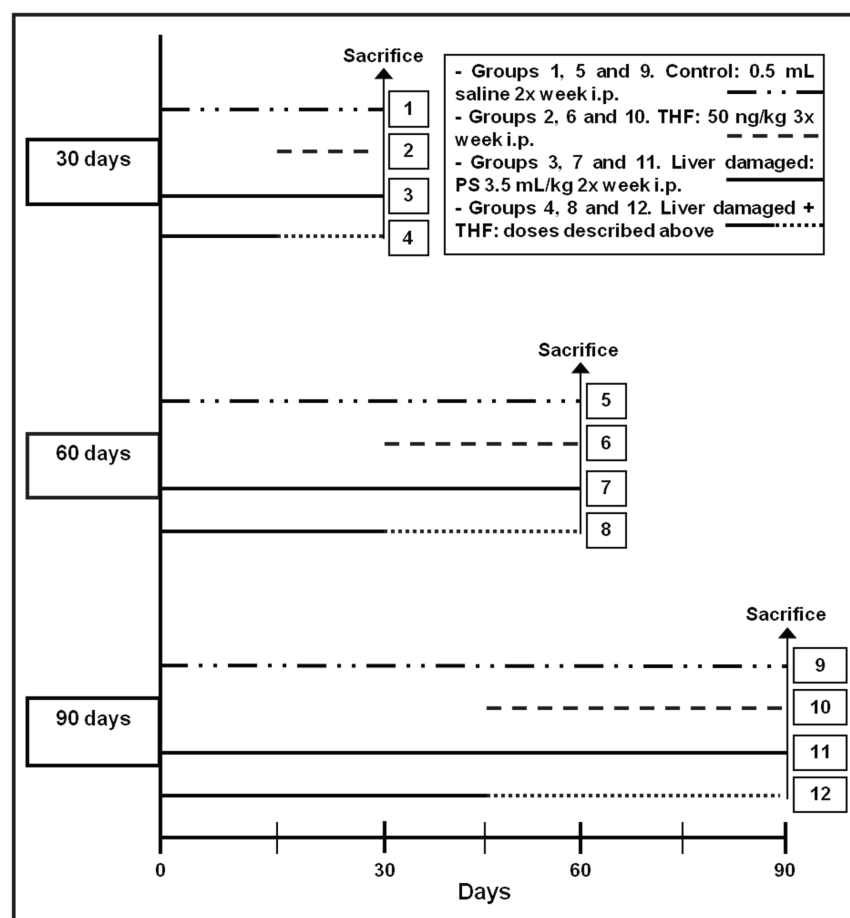 Sacrifice
- Groups 1, 5 and 9. Control: 0.5 mL
saline 2x week i.p.
- Groups 2, 6 and 10. THF: 50 ng/kg 3x
week i.p.
- Groups 3, 7 and 11. Liver damaged:
PS 3.5 mL/kg 2x week i.p.
- Groups 4, 8 and 12. Liver damaged +
THF: doses described above
30 days
1
2
3
4
Sacrifice
60 days
5
6
7
8
Sacrifice
90 days
9
10
11
12
0 30 60 90
Days